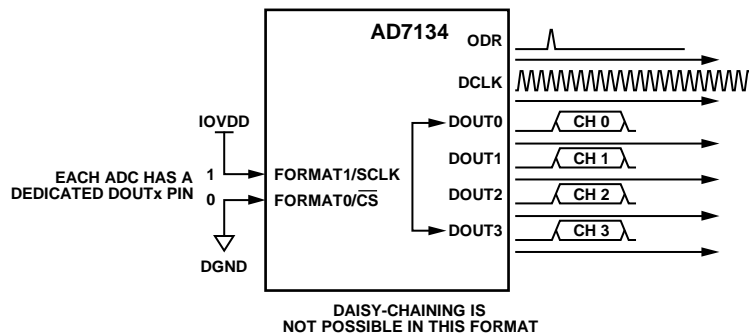 AD7134
ODR
DCLK
IOVDD
DOUT0
CH 0
EACH ADC HAS A
DEDICATED DOUTx PIN
1
FORMAT1/SCLK
DOUT1
CH 1
0
FORMAT0/C̅S̅
DOUT2
CH 2
DOUT3
CH 3
DGND
DAISY-CHAINING IS
NOT POSSIBLE IN THIS FORMAT